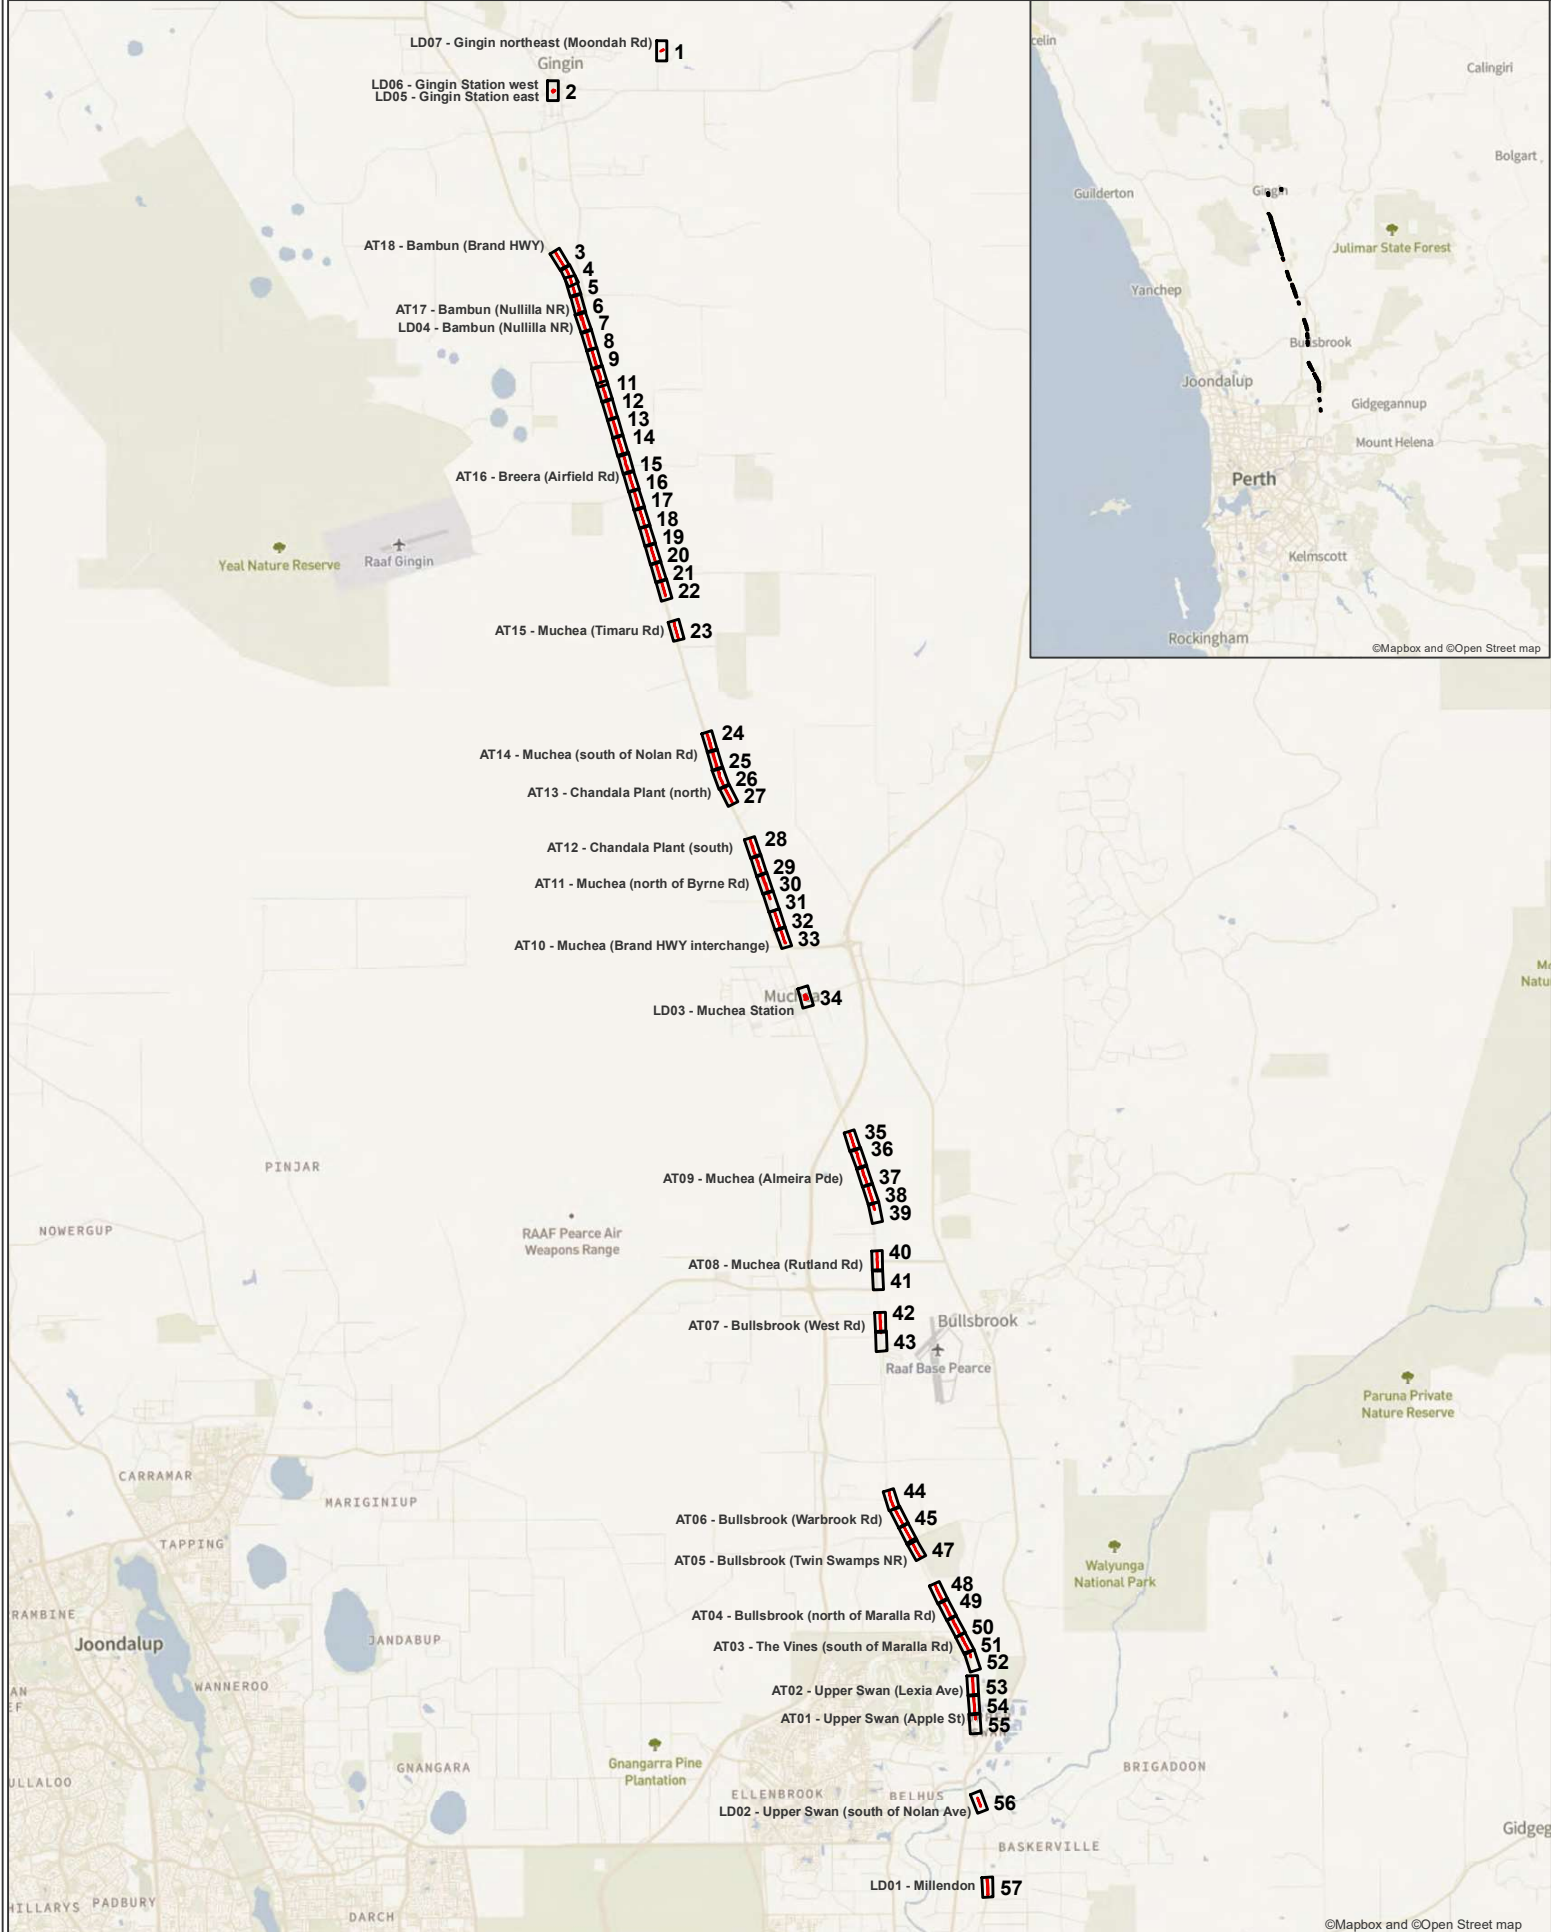 LD07 - Gingin northeast (Moondah Rd)
1
Gingin
LD06 - Gingin Station west
LD05 - Gingin Station east
2
AT18 - Bambun (Brand HWY)
3
4
5
AT17 - Bambun (Nullilla NR)
6
LD04 - Bambun (Nullilla NR)
7
8
9
11
12
13
14
15
AT16 - Breera (Airfield Rd)
16
17
18
19
20
21
22
Yeal Nature Reserve
Raaf Gingin
AT15 - Muchea (Timaru Rd)
23
24
AT14 - Muchea (south of Nolan Rd)
25
26
AT13 - Chandala Plant (north)
27
28
AT12 - Chandala Plant (south)
29
AT11 - Muchea (north of Byrne Rd)
30
31
32
AT10 - Muchea (Brand HWY interchange)
33
34
LD03 - Muchea Station
35
36
PINJAR
AT09 - Muchea (Almeira Pde)
37
38
39
NOWERGUP
RAAF Pearce Air
Weapons Range
40
AT08 - Muchea (Rutland Rd)
41
42
AT07 - Bullsbrook (West Rd)
43
Bullsbrook
Raaf Base Pearce
Paruna Private
Nature Reserve
CARRAMAR
MARIGINIUP
44
AT06 - Bullsbrook (Warbrook Rd)
45
TAPPING
AT05 - Bullsbrook (Twin Swamps NR)
47
Walyunga
National Park
48
49
AT04 - Bullsbrook (north of Maralla Rd)
50
AT03 - The Vines (south of Maralla Rd)
51
52
RAMBINE
Joondalup
JANDABUP
WANNEROO
AT02 - Upper Swan (Lexia Ave)
53
54
AT01 - Upper Swan (Apple St)
55
Gnangarra Pine
Plantation
GNANGARA
ULLALOO
ELLENBROOK
BELHUS
BRIGADOON
LD02 - Upper Swan (south of Nolan Ave)
56
BASKERVILLE
Gidgeg
LD01 - Millendon
57
HILLARYS
PADBURY
DARCH
©Mapbox and ©Open Street map
celin
Calingiri
Bolgart
Guilderton
Gingin
Julimar State Forest
Yanchep
Bullsbrook
Joondalup
Gidgegannup
Mount Helena
Perth
Kelmscott
Rockingham
©Mapbox and ©Open Street map